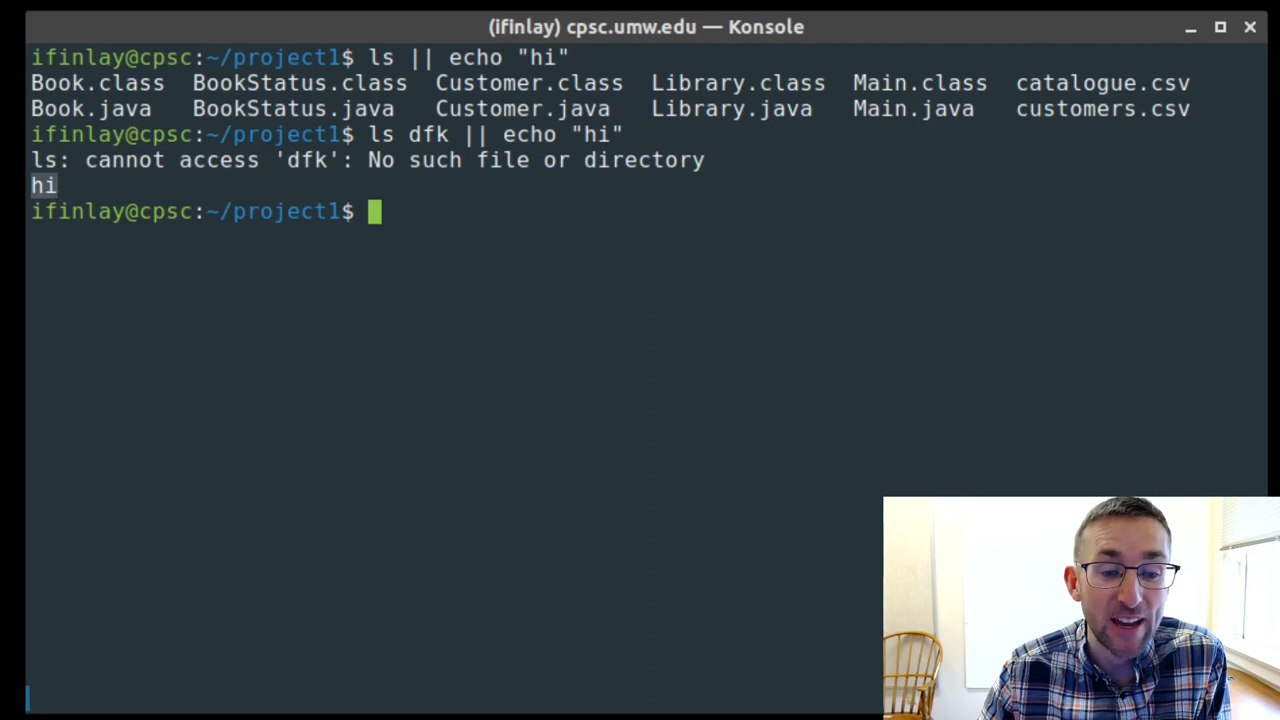 (ifinlay) cpsc.umw.edu — Konsole
ifinlay@cpsc:~/project1$ ls || echo "hi"
Book.class  BookStatus.class  Customer.class  Library.class  Main.class  catalogue.csv
Book.java  BookStatus.java  Customer.java  Library.java  Main.java  customers.csv
ifinlay@cpsc:~/project1$ ls dfk || echo "hi"
ls: cannot access 'dfk': No such file or directory
hi
ifinlay@cpsc:~/project1$